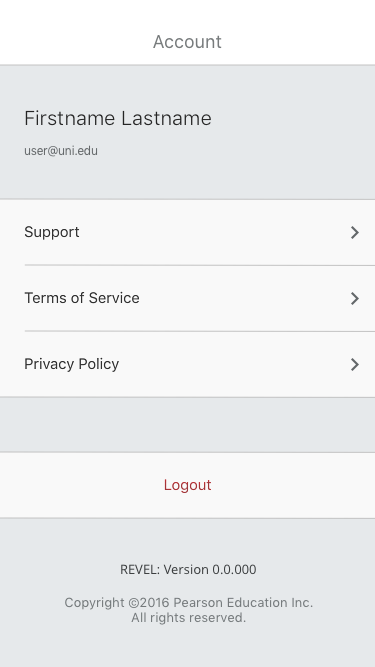 Account
Firstname Lastname
user@uni.edu
Support
Terms of Service
Privacy Policy
Logout
REVEL: Version 0.0.000
Copyright ©2016 Pearson Education Inc.
All rights reserved.